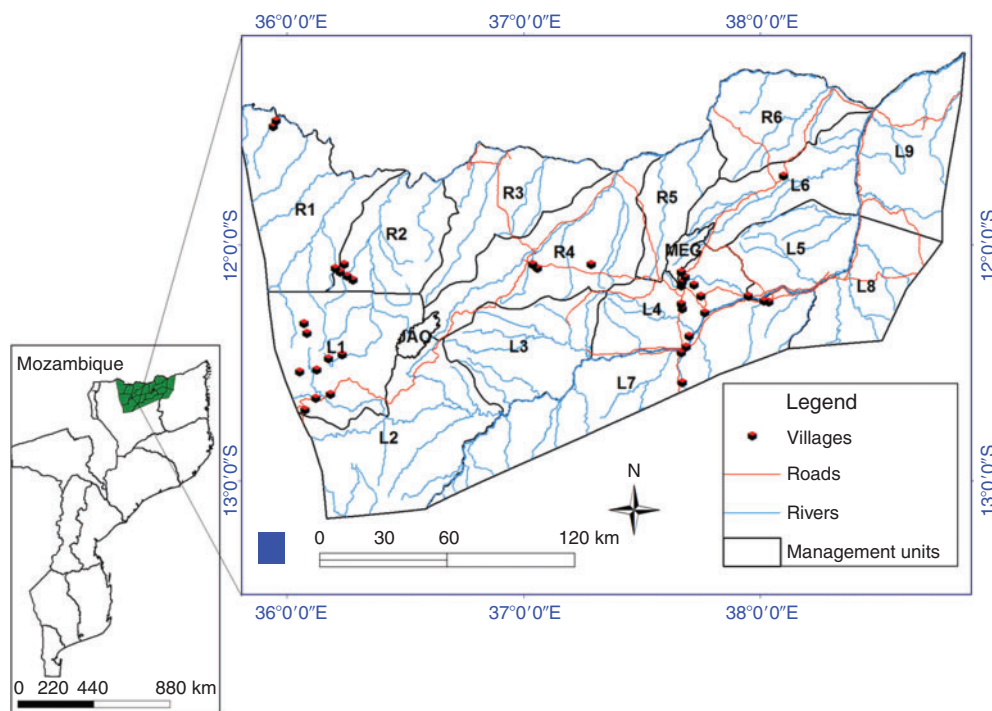 36°0′0″E 37°0′0″E 38°0′0″E
R6
L9
R3
L6
R1
R5
R2
12°0′0″S
12°0′0″S
R4
MEG
L5
L8
L4
JAO
L1
L3
Mozambique
L7
Legend
L2
Villages
N
Roads
13°0′0″S
13°0′0″S
Rivers
0 30 60 120 km
Management units
36°0′0″E 37°0′0″E 38°0′0″E
0 220 440 880 km